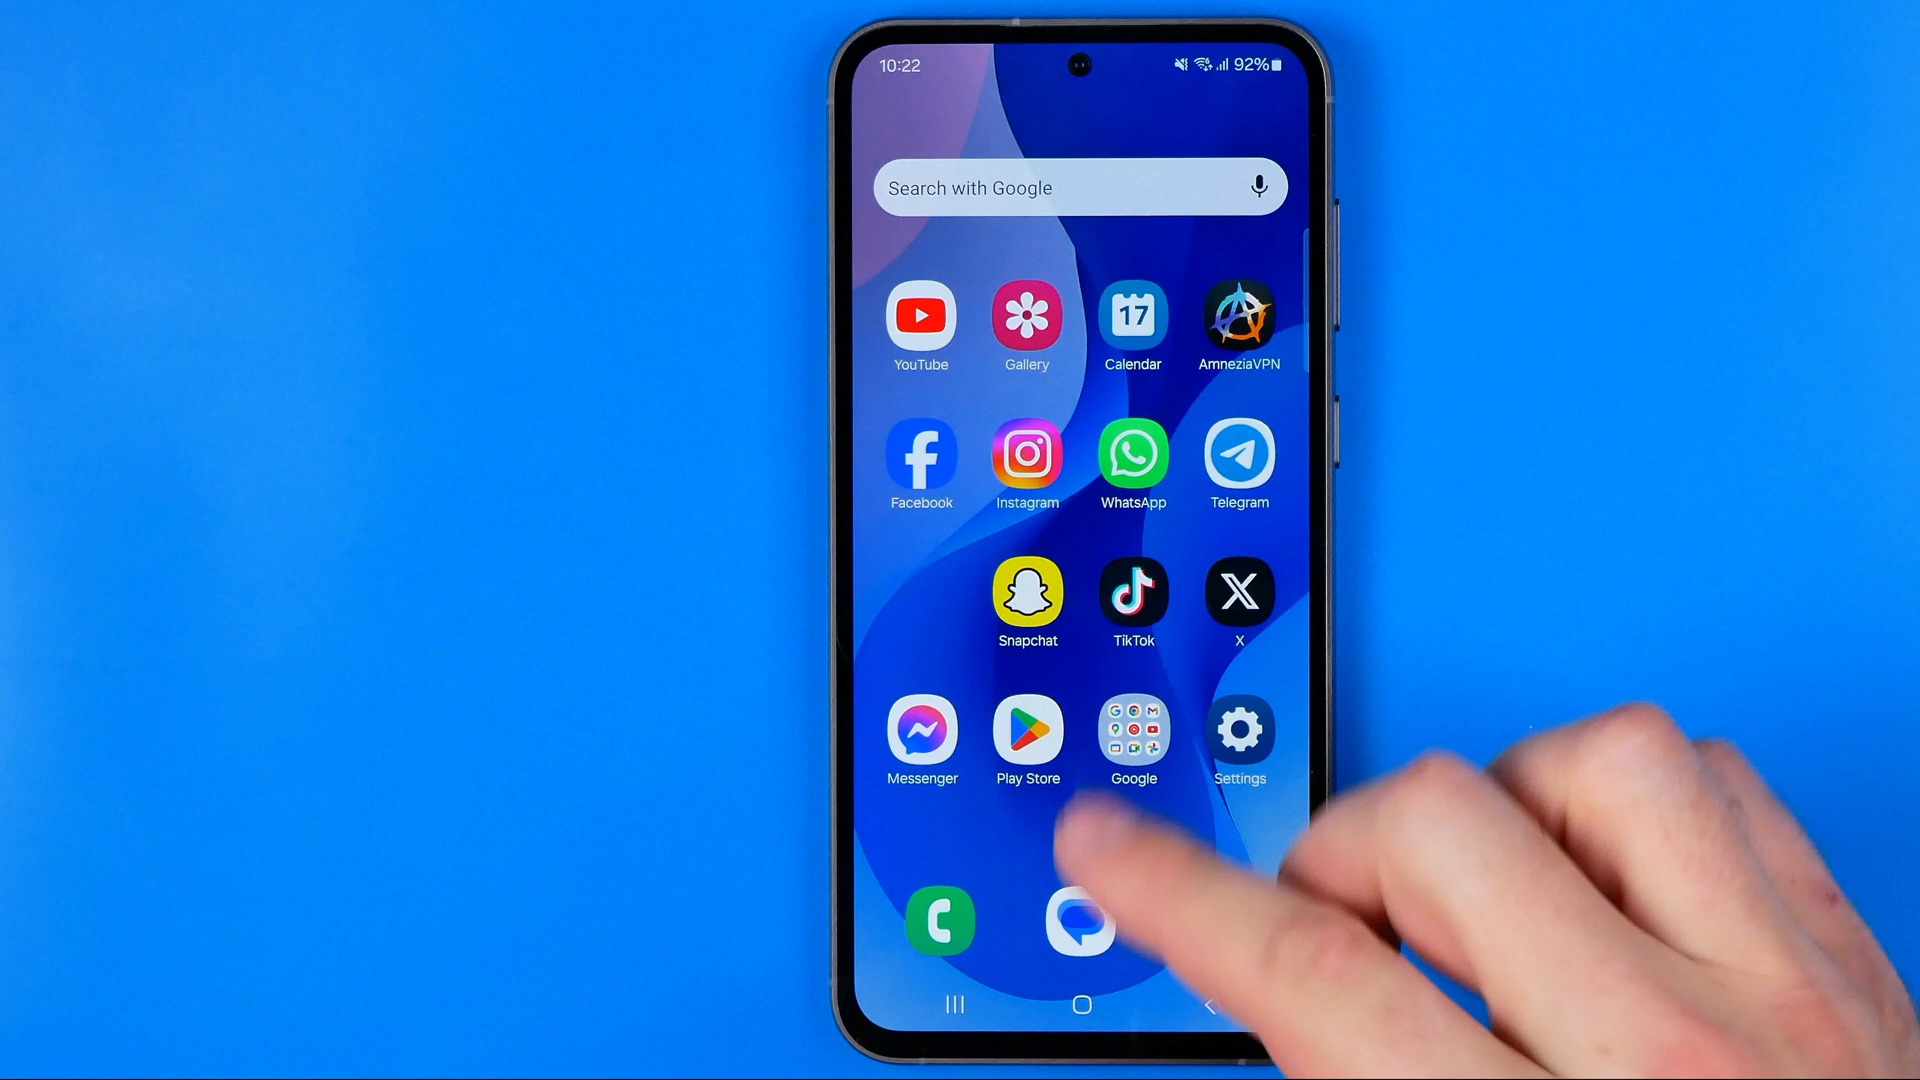 10:22 92%
Search with Google
17
YouTube Gallery Calendar AmneziaVPN
Facebook Instagram WhatsApp Telegram
Snapchat TikTok X
Messenger Play Store Google Settings